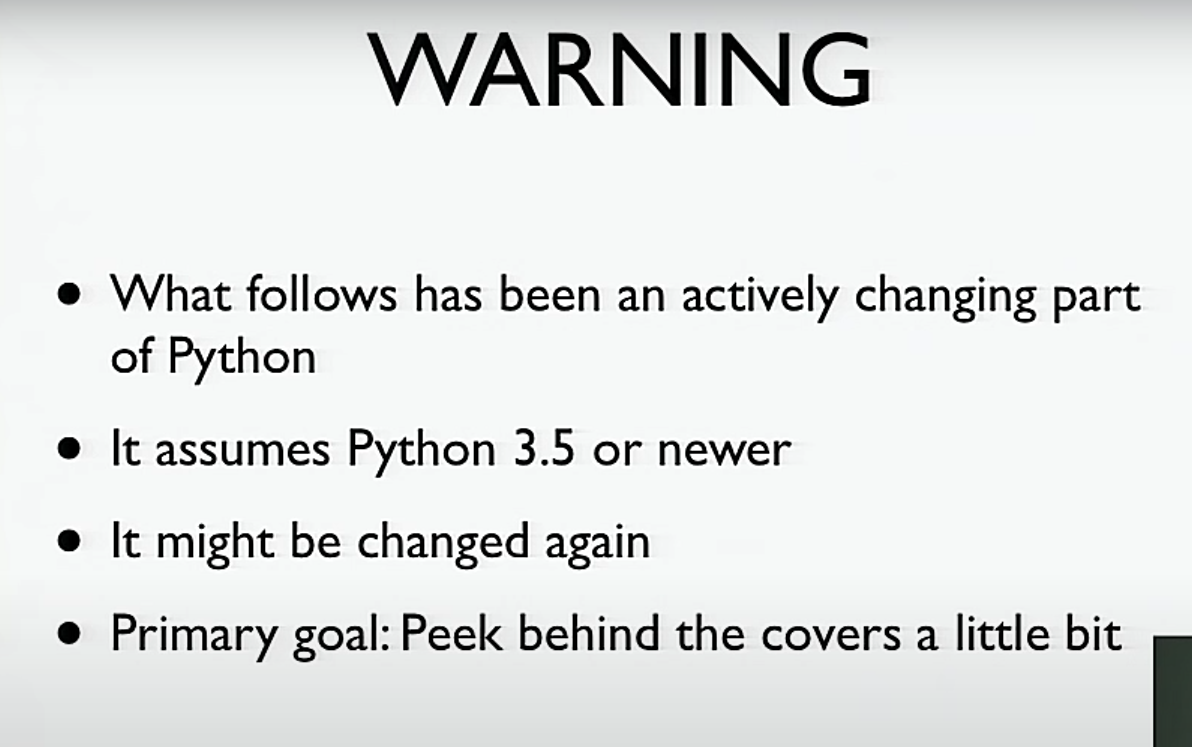 WARNING
• What follows has been an actively changing part
of Python
• It assumes Python 3.5 or newer
• It might be changed again
• Primary goal: Peek behind the covers a little bit